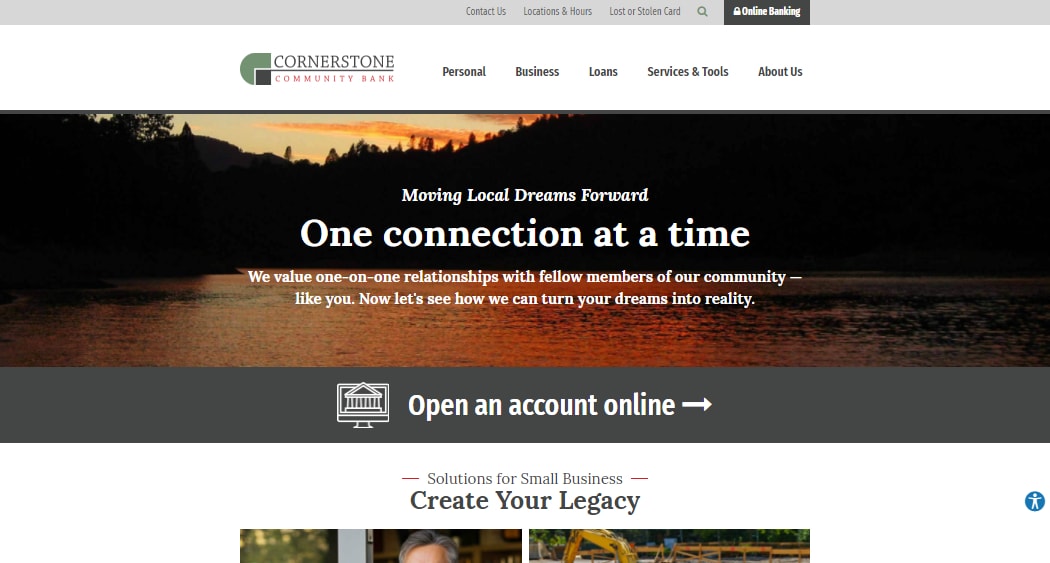 Contact Us Locations & Hours Lost or Stolen Card Online Banking
CORNERSTONE
COMMUNITY BANK
Personal Business Loans Services & Tools About Us
Moving Local Dreams Forward
One connection at a time
We value one-on-one relationships with fellow members of our community —
like you. Now let's see how we can turn your dreams into reality.
Open an account online
Solutions for Small Business
Create Your Legacy